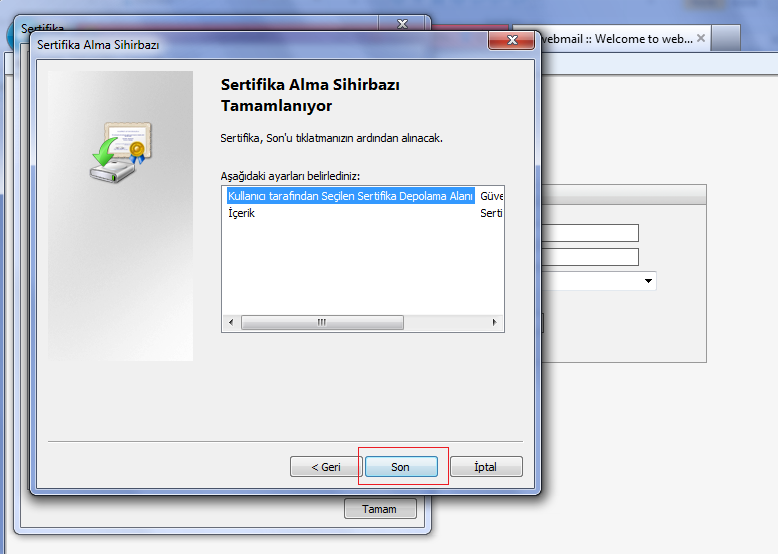 Sertifika
webmail :: Welcome to web...
Sertifika Alma Sihirbazı
Sertifika Alma Sihirbazı
Tamamlanıyor
Sertifika, Son'u tıklatmanızın ardından alınacak.
Aşağıdaki ayarları belirlediniz:
Kullanıcı tarafından Seçilen Sertifika Depolama Alanı Güve
İçerik Serti
< Geri Son İptal
Tamam